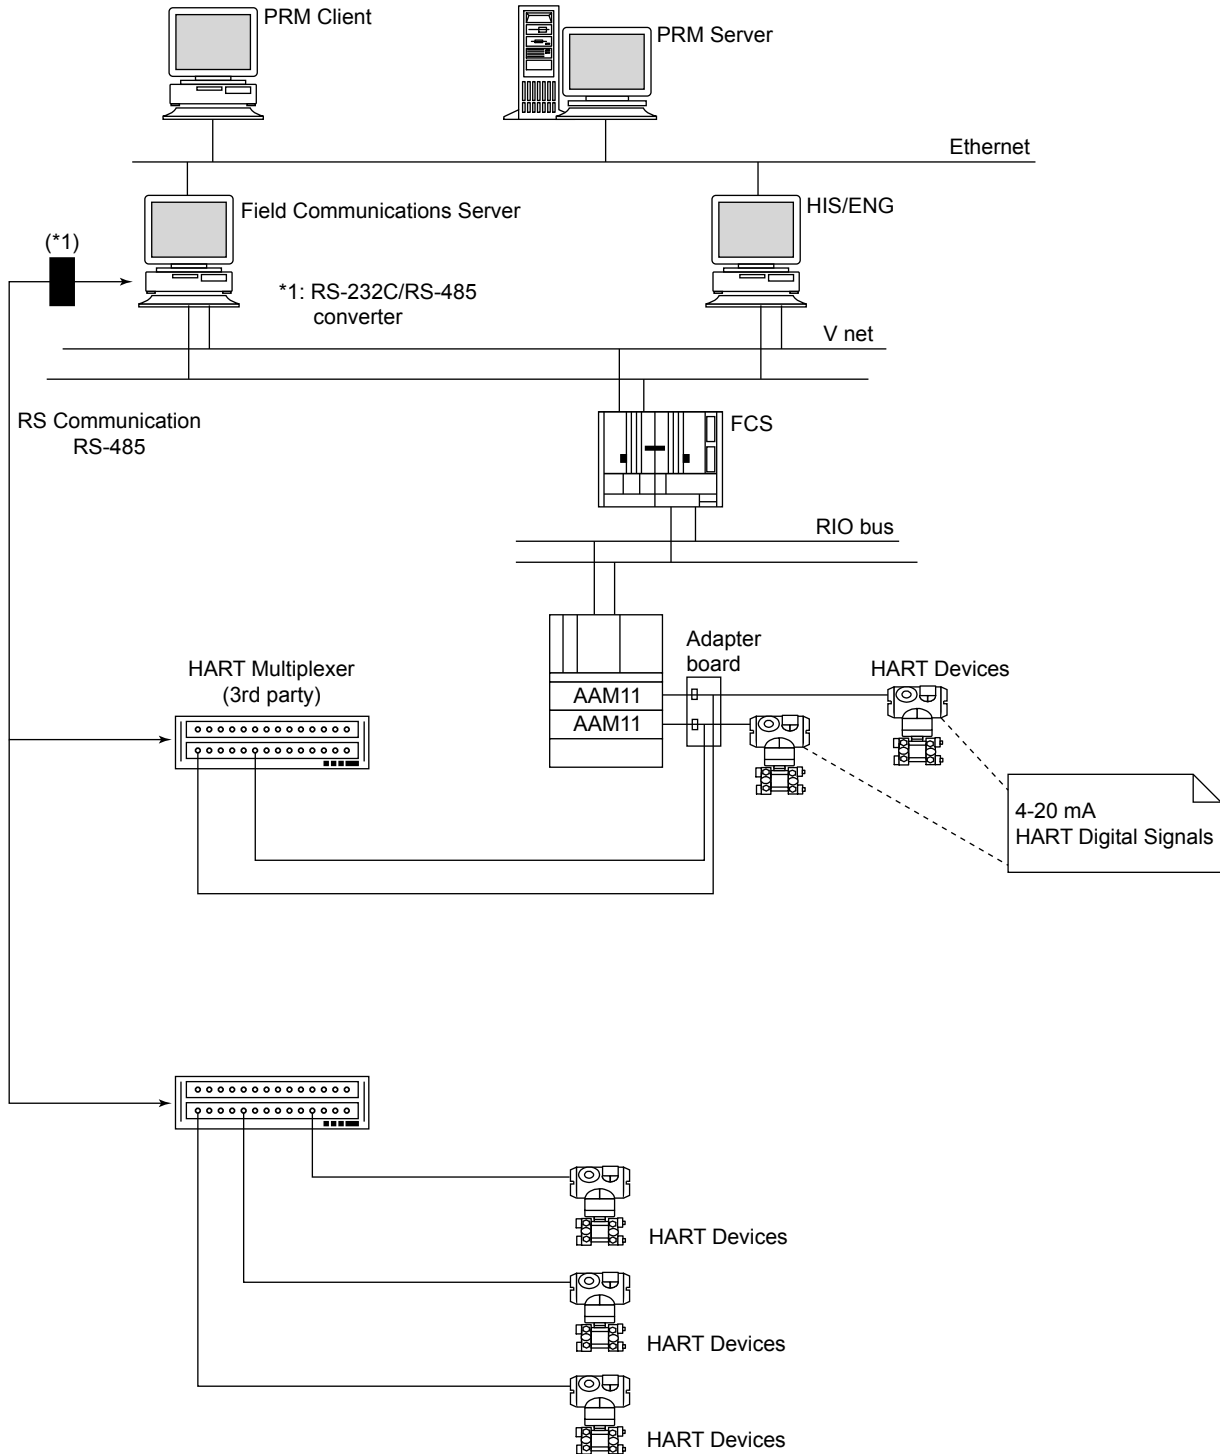 PRM Client
PRM Server
Ethernet
Field Communications Server
HIS/ENG
(*1)
*1: RS-232C/RS-485
converter
V net
RS Communication
RS-485
FCS
RIO bus
Adapter
board
HART Multiplexer
(3rd party)
HART Devices
AAM11
AAM11
4-20 mA
HART Digital Signals
HART Devices
HART Devices
HART Devices